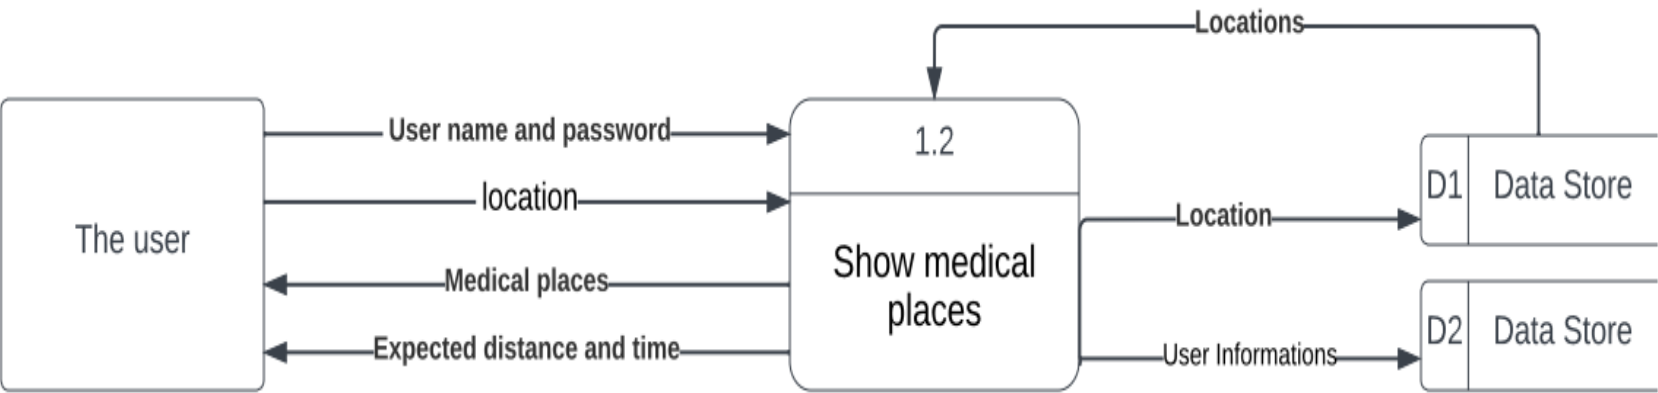 Locations
User name and password
1.2
location
D1 Data Store
Location
The user
Show medical
places
Medical places
D2 Data Store
Expected distance and time
User Informations